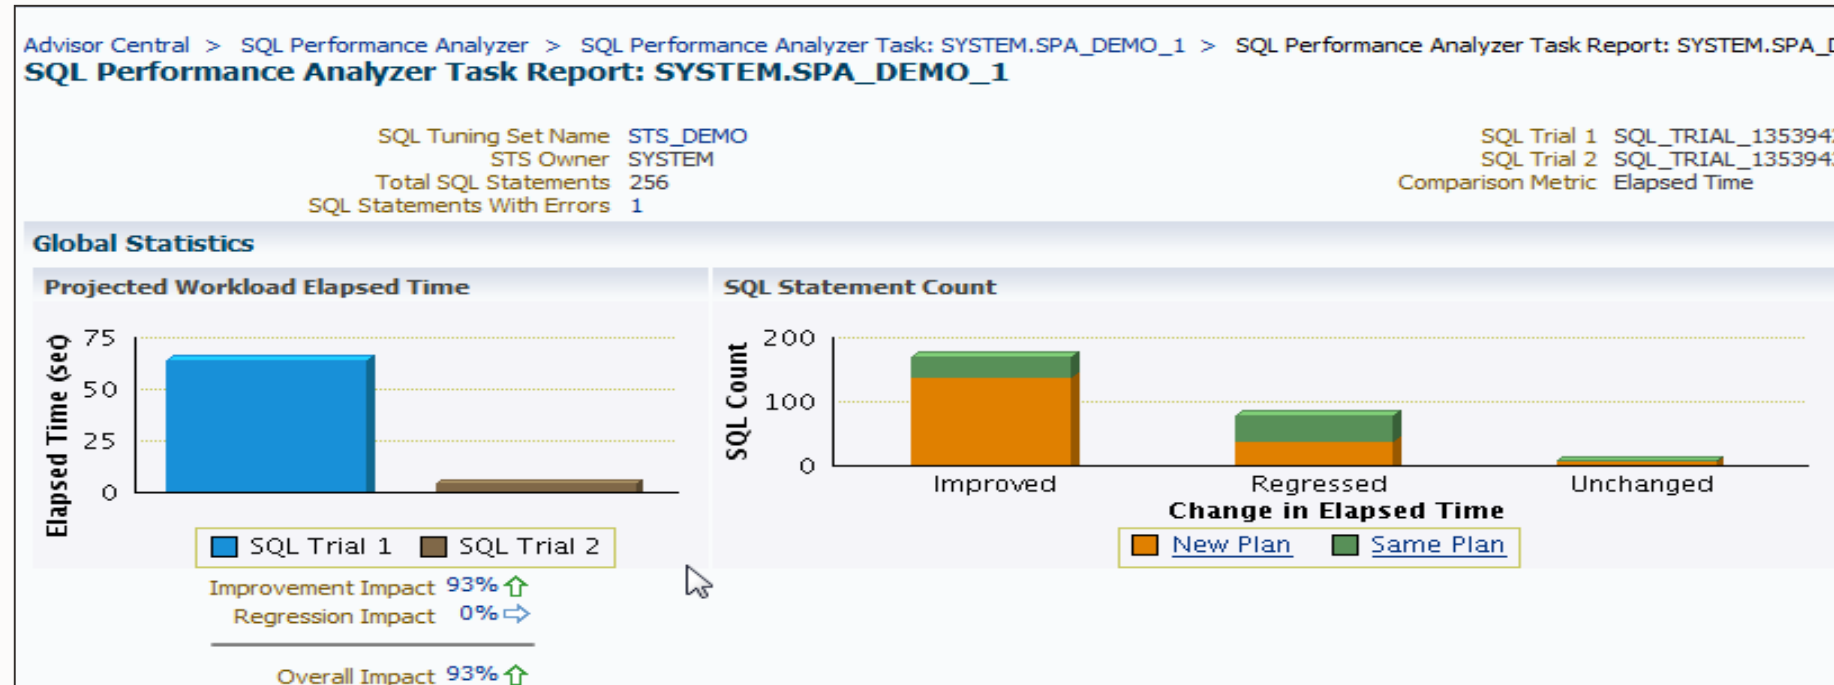 Advisor Central > SQL Performance Analyzer > SQL Performance Analyzer Task: SYSTEM.SPA_DEMO_1 > SQL Performance Analyzer Task Report: SYSTEM.SPA_
SQL Performance Analyzer Task Report: SYSTEM.SPA_DEMO_1
SQL Tuning Set Name STS_DEMO
STS Owner SYSTEM
Total SQL Statements 256
SQL Statements With Errors 1
SQL Trial 1 SQL_TRIAL_1353942
SQL Trial 2 SQL_TRIAL_1353942
Comparison Metric Elapsed Time
Global Statistics
Projected Workload Elapsed Time
Elapsed Time (sec)
75
50
25
0
SQL Trial 1 SQL Trial 2
Improvement Impact 93%
Regression Impact 0%
Overall Impact 93%
SQL Statement Count
SQL Count
200
100
0
Improved Regressed Unchanged
Change in Elapsed Time
New Plan Same Plan